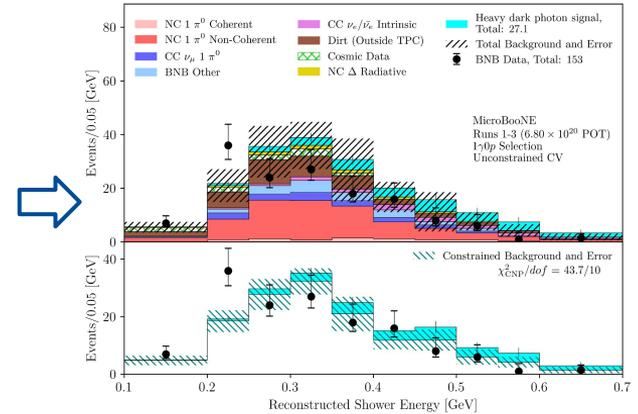 80
60
40
20
0
Events/0.05 [GeV]
NC 1 π⁰ Coherent
NC 1 π⁰ Non-Coherent
CC νμ 1 π⁰
BNB Other
CC νe/ν̄e Intrinsic
Dirt (Outside TPC)
Cosmic Data
NC Δ Radiative
Heavy dark photon signal,
Total: 27.1
Total Background and Error
BNB Data, Total: 153
MicroBooNE
Runs 1-3 (6.80 × 10²⁰ POT)
1γ0p Selection
Unconstrained CV
40
20
0
Events/0.05 [GeV]
Constrained Background and Error
χ²CNP/dof = 43.7/10
0.1 0.2 0.3 0.4 0.5 0.6 0.7
Reconstructed Shower Energy [GeV]